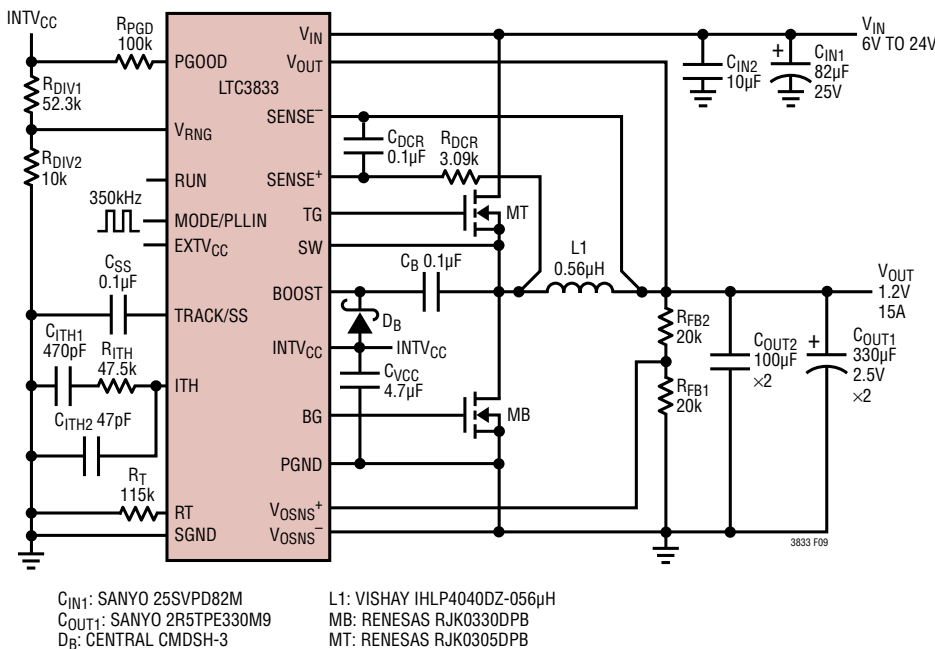 INTVCC
RPGD
100k
RDIV1
52.3k
RDIV2
10k
350kHz
CSS
0.1µF
CITH1
470pF
RITH
47.5k
CITH2 47pF
RT
115k
LTC3833
PGOOD
VRNG
RUN
MODE/PLLIN
EXTVCC
TRACK/SS
ITH
RT
SGND
VIN
VOUT
SENSE–
SENSE+
TG
SW
BOOST
INTVCC
BG
PGND
VOSNS+
VOSNS–
CDCR
0.1µF
RDCR
3.09k
MT
CB 0.1µF
DB
INTVCC
CVCC
4.7µF
MB
L1
0.56µH
VIN
6V TO 24V
CIN2
10µF
+
CIN1
82µF
25V
VOUT
1.2V
15A
RFB2
20k
RFB1
20k
COUT2
100µF
×2
+
COUT1
330µF
2.5V
×2
3833 F09
CIN1: SANYO 25SVPD82M
COUT1: SANYO 2R5TPE330M9
DB: CENTRAL CMDSH-3
L1: VISHAY IHLP4040DZ-056µH
MB: RENESAS RJK0330DPB
MT: RENESAS RJK0305DPB